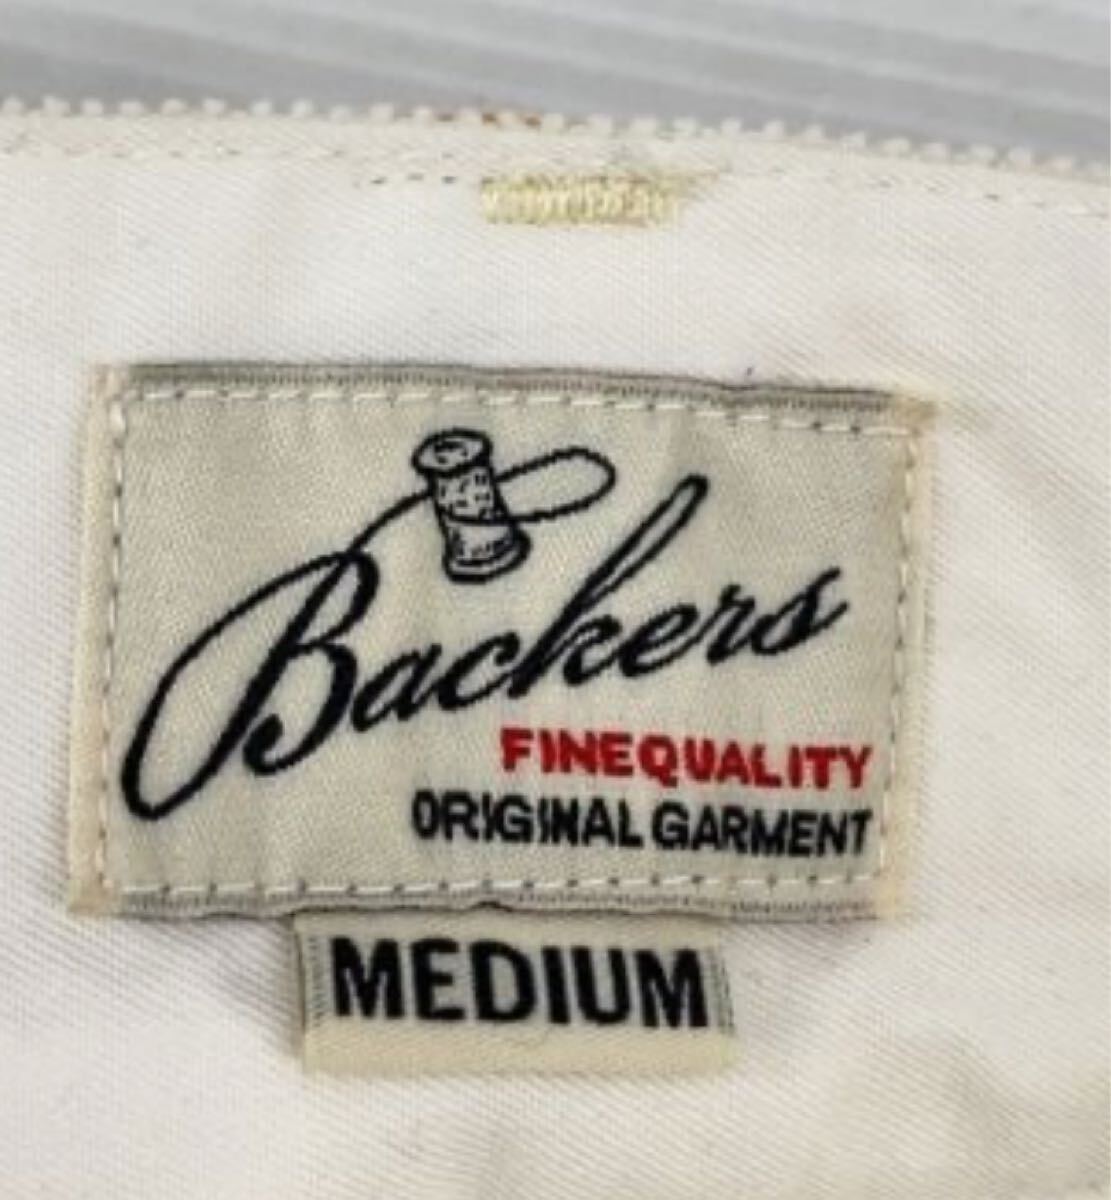 Backers
FINEQUALITY
ORIGINAL GARMENT
MEDIUM